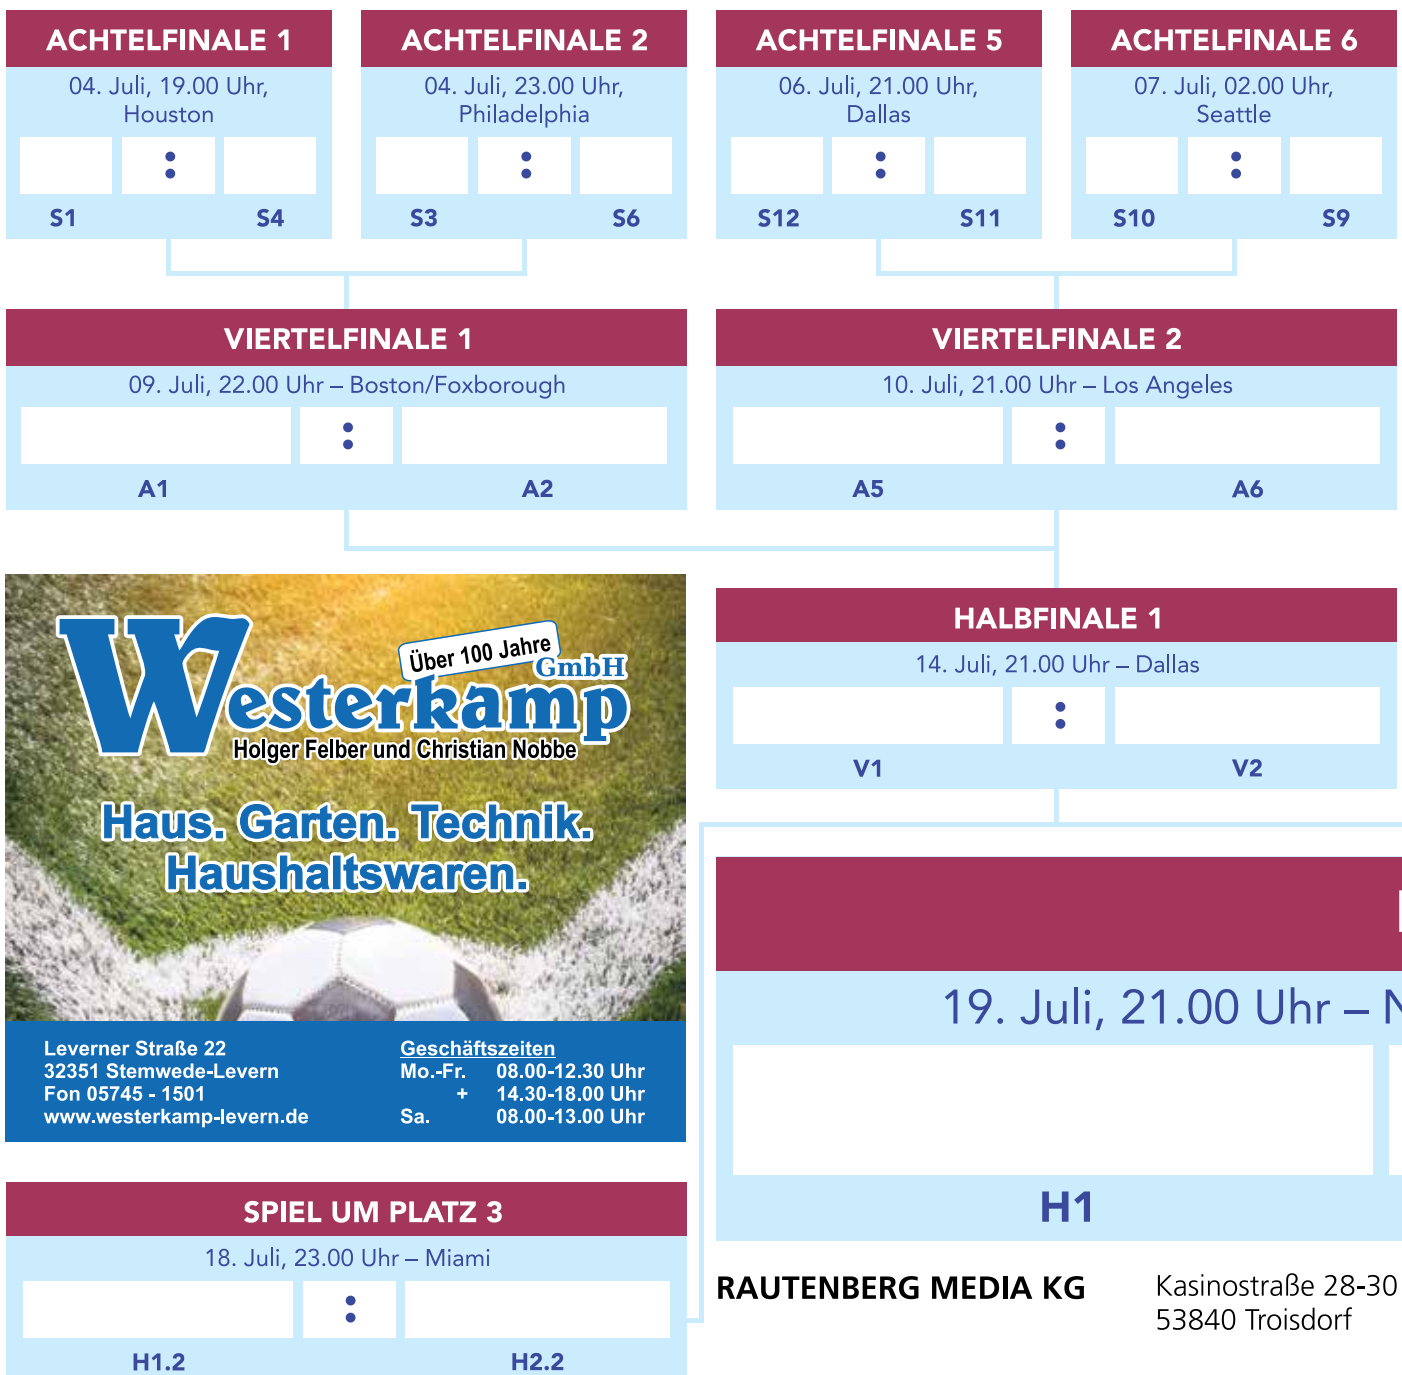 ACHTELFINALE 1
04. Juli, 19.00 Uhr,
Houston
:
S1 S4
ACHTELFINALE 2
04. Juli, 23.00 Uhr,
Philadelphia
:
S3 S6
ACHTELFINALE 5
06. Juli, 21.00 Uhr,
Dallas
:
S12 S11
ACHTELFINALE 6
07. Juli, 02.00 Uhr,
Seattle
:
S10 S9
VIERTELFINALE 1
09. Juli, 22.00 Uhr – Boston/Foxborough
:
A1 A2
VIERTELFINALE 2
10. Juli, 21.00 Uhr – Los Angeles
:
A5 A6
Über 100 Jahre
GmbH
Westerkamp
Holger Felber und Christian Nobbe
Haus. Garten. Technik.
Haushaltswaren.
Leverner Straße 22
32351 Stemwede-Levern
Fon 05745 - 1501
www.westerkamp-levern.de
Geschäftszeiten
Mo.-Fr. 08.00-12.30 Uhr
+ 14.30-18.00 Uhr
Sa. 08.00-13.00 Uhr
HALBFINALE 1
14. Juli, 21.00 Uhr – Dallas
:
V1 V2
19. Juli, 21.00 Uhr –
H1
SPIEL UM PLATZ 3
18. Juli, 23.00 Uhr – Miami
:
H1.2 H2.2
RAUTENBERG MEDIA KG
Kasinostraße 28-30
53840 Troisdorf